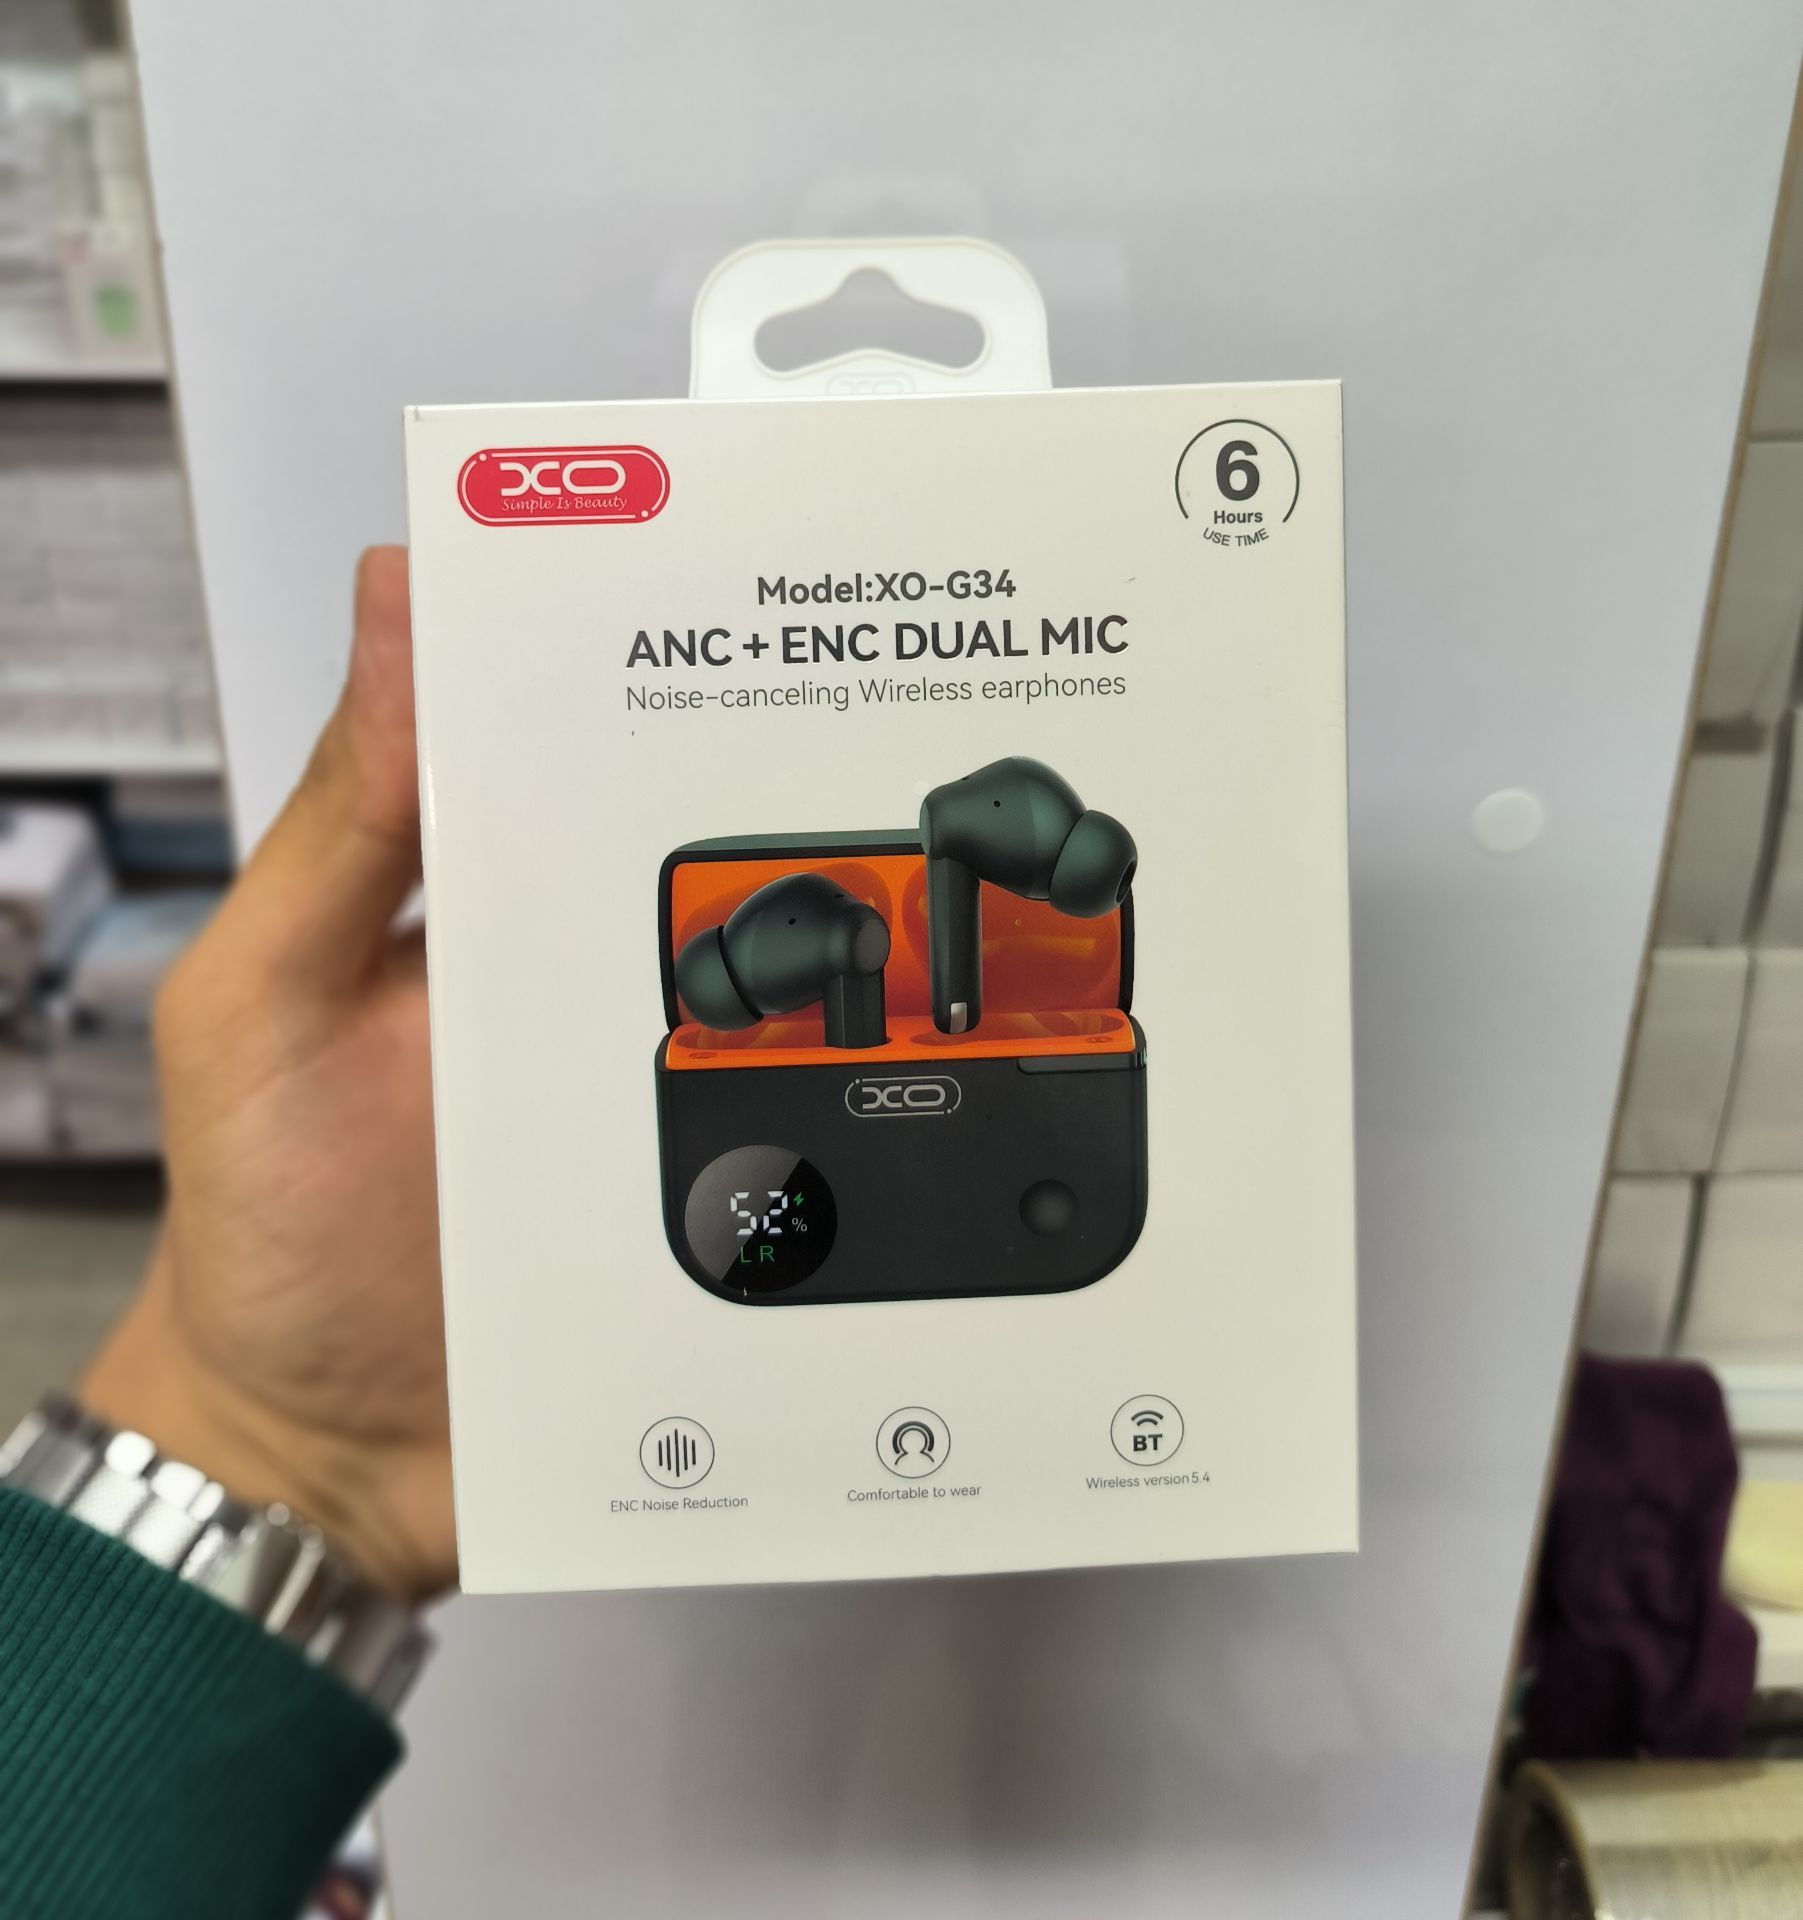 XO
Simple Is Beauty
6
Hours
USE TIME
Model:XO-G34
ANC + ENC DUAL MIC
Noise-canceling Wireless earphones
XO
52%
L R
BT
ENC Noise Reduction
Comfortable to wear
Wireless version 5.4